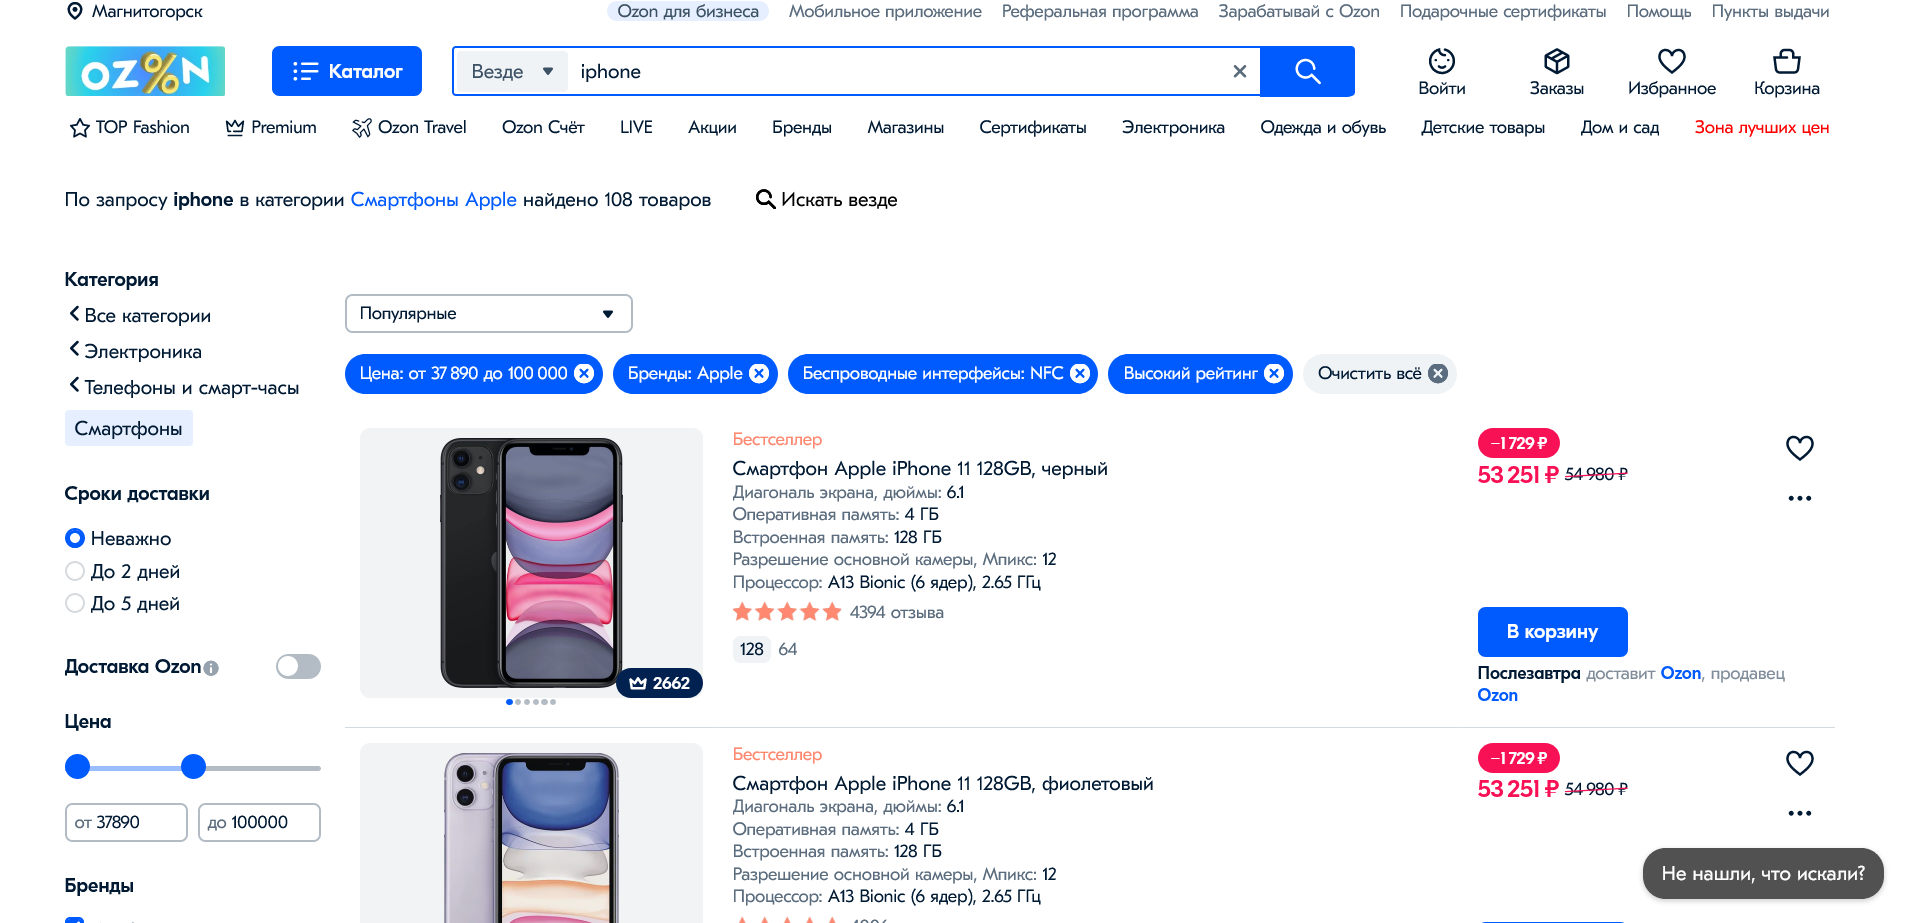 Магнитогорск
Ozon для бизнеса Мобильное приложение Реферальная программа Зарабатывай с Ozon Подарочные сертификаты Помощь Пункты выдачи
OZ%N
Каталог
Везде iphone
Войти Заказы Избранное Корзина
TOP Fashion Premium Ozon Travel Ozon Счёт LIVE Акции Бренды Магазины Сертификаты Электроника Одежда и обувь Детские товары Дом и сад Зона лучших цен
По запросу iphone в категории Смартфоны Apple найдено 108 товаров Искать везде
Категория
Все категории
Электроника
Телефоны и смарт-часы
Смартфоны
Сроки доставки
Неважно
До 2 дней
До 5 дней
Доставка Ozon
Цена
от 37890 до 100000
Бренды
Популярные
Цена: от 37 890 до 100 000 Бренды: Apple Беспроводные интерфейсы: NFC Высокий рейтинг Очистить всё
2662
Бестселлер
Смартфон Apple iPhone 11 128GB, черный
Диагональ экрана, дюймы: 6.1
Оперативная память: 4 ГБ
Встроенная память: 128 ГБ
Разрешение основной камеры, Мпикс: 12
Процессор: A13 Bionic (6 ядер), 2.65 ГГц
4394 отзыва
128 64
−1 729 ₽
53 251 ₽ 54 980 ₽
В корзину
Послезавтра доставит Ozon, продавец
Ozon
Бестселлер
Смартфон Apple iPhone 11 128GB, фиолетовый
Диагональ экрана, дюймы: 6.1
Оперативная память: 4 ГБ
Встроенная память: 128 ГБ
Разрешение основной камеры, Мпикс: 12
Процессор: A13 Bionic (6 ядер), 2.65 ГГц
−1 729 ₽
53 251 ₽ 54 980 ₽
Не нашли, что искали?